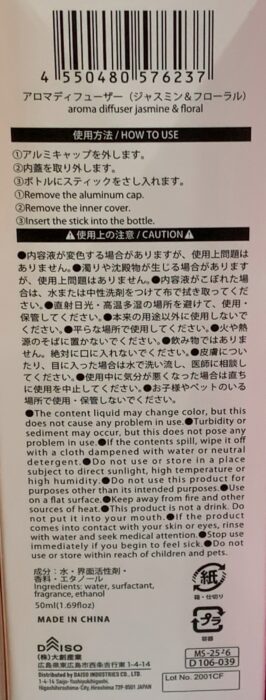 4 550480 576237
アロマディフューザー（ジャスミン＆フローラル）
aroma diffuser jasmine & floral
使用方法 / HOW TO USE
①アルミキャップを外します。
②内蓋を取り外します。
③ボトルにスティックをさし入れます。
①Remove the aluminum cap.
②Remove the inner cover.
③Insert the stick into the bottle.
⚠使用上の注意 / CAUTION⚠
●内容液が変色する場合がありますが、使用上問題は
ありません。●濁りや沈殿物が生じる場合があります
が、使用上問題はありません。●内容液がこぼれた場
合は、水または中性洗剤をつけて布で拭き取ってくだ
さい。●直射日光・高温多湿の場所を避けて、使用・
保管してください。●本来の用途以外に使用しないで
ください。●平らな場所で使用してください。●火や熱
源のそばに置かないでください。●飲み物ではありま
せん。絶対に口に入れないでください。●皮膚につい
たり、目に入った場合は水で洗い流し、医師に相談し
てください。●使用中に気分が悪くなった場合は直ち
に使用を中止してください。●お子様やペットのいる
場所で使用・保管しないでください。
●The content liquid may change color, but this
does not cause any problem in use.●Turbidity or
sediment may occur, but this does not pose any
problem in use.●If the contents spill, wipe it off
with a cloth dampened with water or neutral
detergent.●Do not use or store in a place
subject to direct sunlight, high temperature or
high humidity.●Do not use this product for
purposes other than its intended purposes.●Use
on a flat surface.●Keep away from fire and other
sources of heat.●This product is not a drink. Do
not put it into your mouth.●If the product
comes into contact with your skin or eyes, rinse
with water and seek medical attention.●Stop use
immediately if you begin to feel sick.●Do not
use or store within reach of children and pets.
成分：水・界面活性剤・
香料・エタノール
Ingredients: water, surfactant,
fragrance, ethanol
50ml(1.69floz)
MADE IN CHINA
紙
箱・仕切り
プラ
容器
DAISO
(株)大創産業
広島県東広島市西条吉行東1-4-14
Distributed by DAISO INDUSTRIES CO., LTD.
1-4-14 Saijo-Yoshiyukihigashi,
Higashihiroshima-City, Hiroshima, Japan
D106-039
Lot No. 2001CF